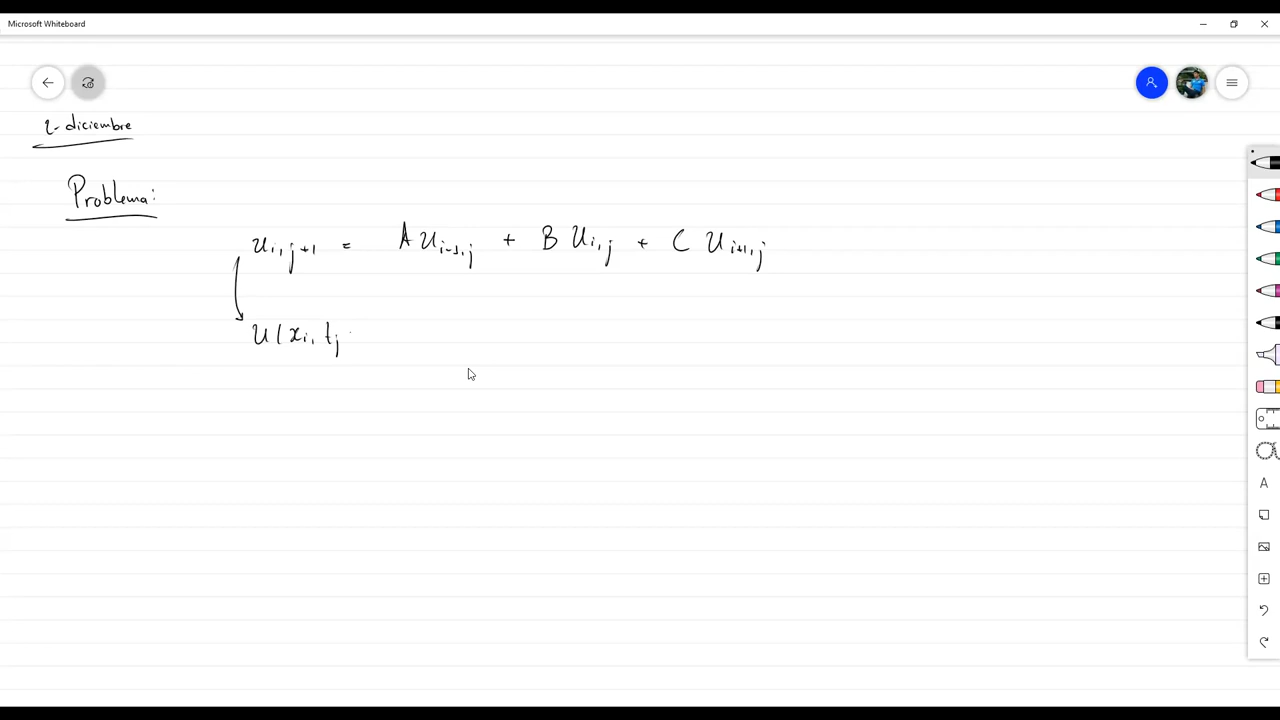 Microsoft Whiteboard
2-diciembre
Problema:
u_{i,j+1} = A u_{i-1,j} + B u_{i,j} + C u_{i+1,j}
u(x_i, t_j
A